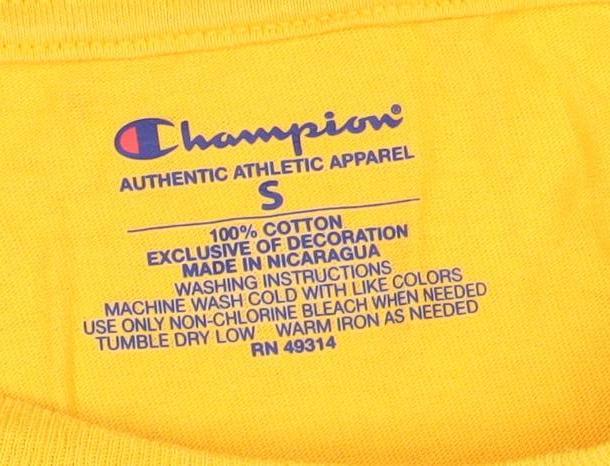 Champion®
AUTHENTIC ATHLETIC APPAREL
S
100% COTTON
EXCLUSIVE OF DECORATION
MADE IN NICARAGUA
WASHING INSTRUCTIONS
MACHINE WASH COLD WITH LIKE COLORS
USE ONLY NON-CHLORINE BLEACH WHEN NEEDED
TUMBLE DRY LOW WARM IRON AS NEEDED
RN 49314